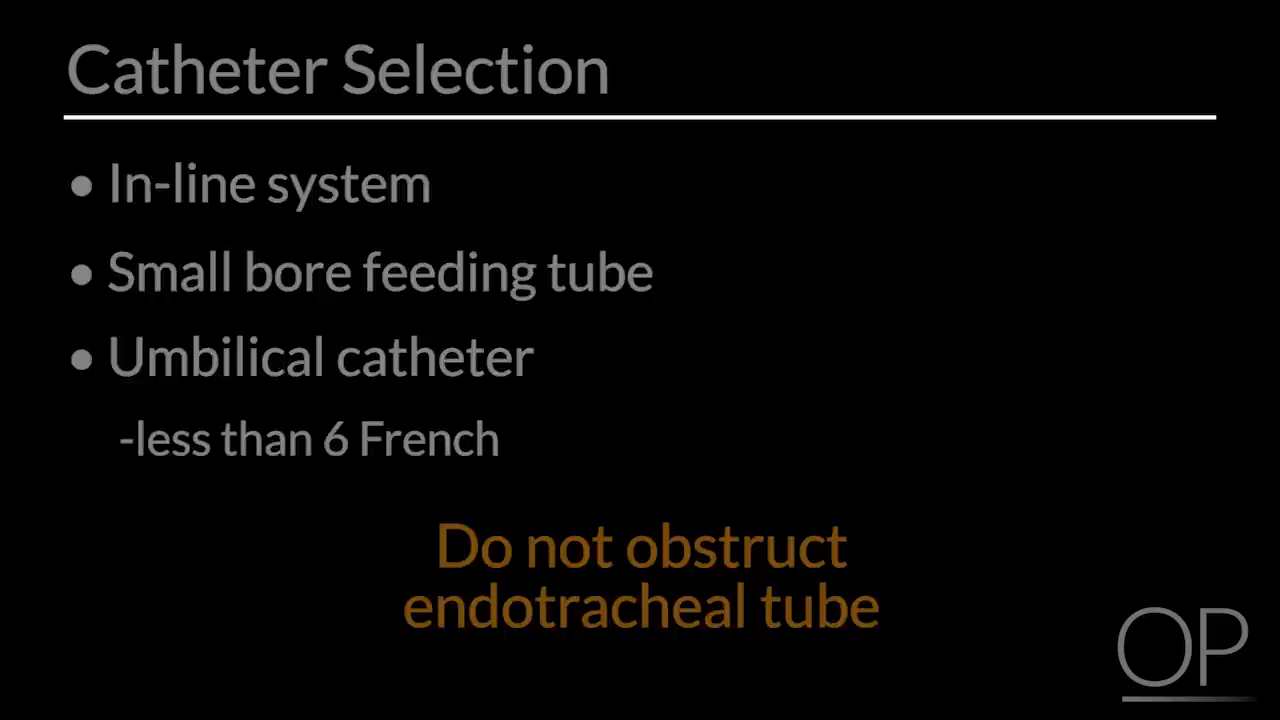 Catheter Selection
• In-line system
• Small bore feeding tube
• Umbilical catheter
-less than 6 French
Do not obstruct
endotracheal tube
OP